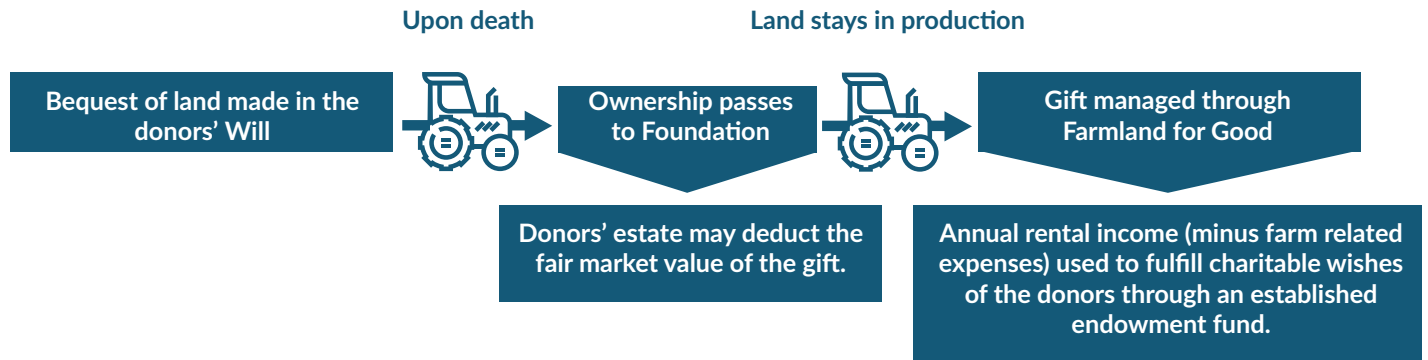 Upon death
Land stays in production
Bequest of land made in the
donors’ Will
Ownership passes
to Foundation
Gift managed through
Farmland for Good
Donors’ estate may deduct the
fair market value of the gift.
Annual rental income (minus farm related
expenses) used to fulfill charitable wishes
of the donors through an established
endowment fund.